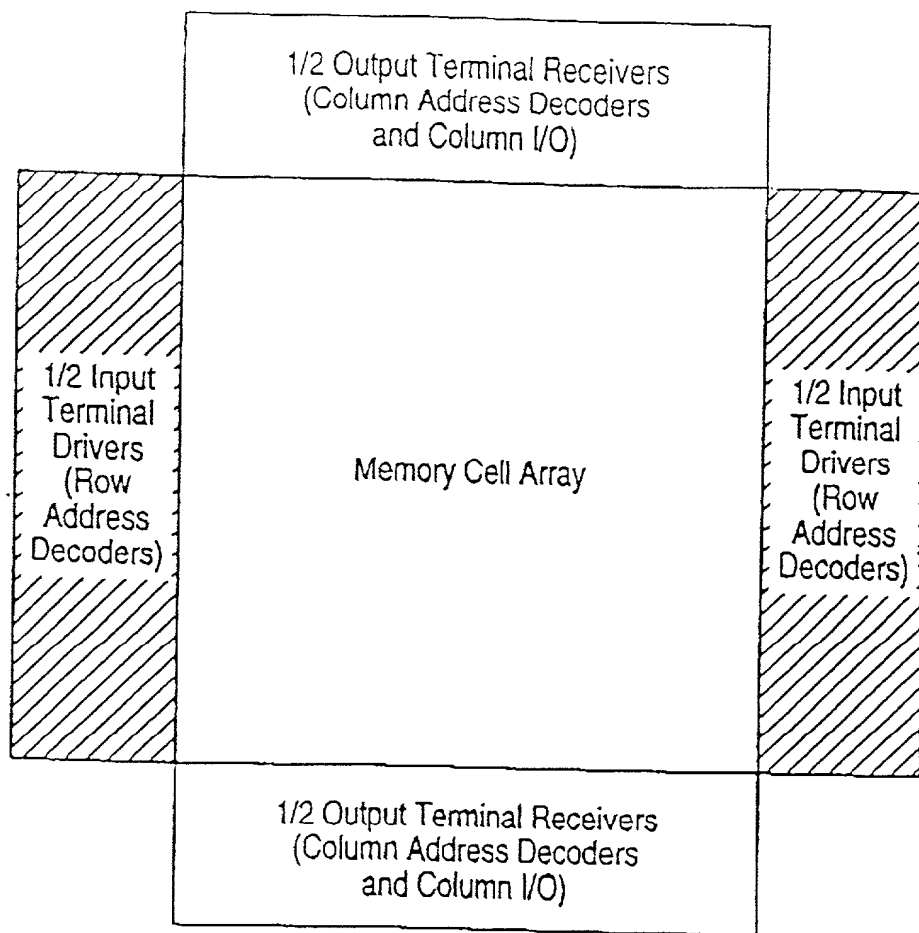 1/2 Output Terminal Receivers
(Column Address Decoders
and Column I/O)
1/2 Input
Terminal
Drivers
(Row
Address
Decoders)
Memory Cell Array
1/2 Input
Terminal
Drivers
(Row
Address
Decoders)
1/2 Output Terminal Receivers
(Column Address Decoders
and Column I/O)